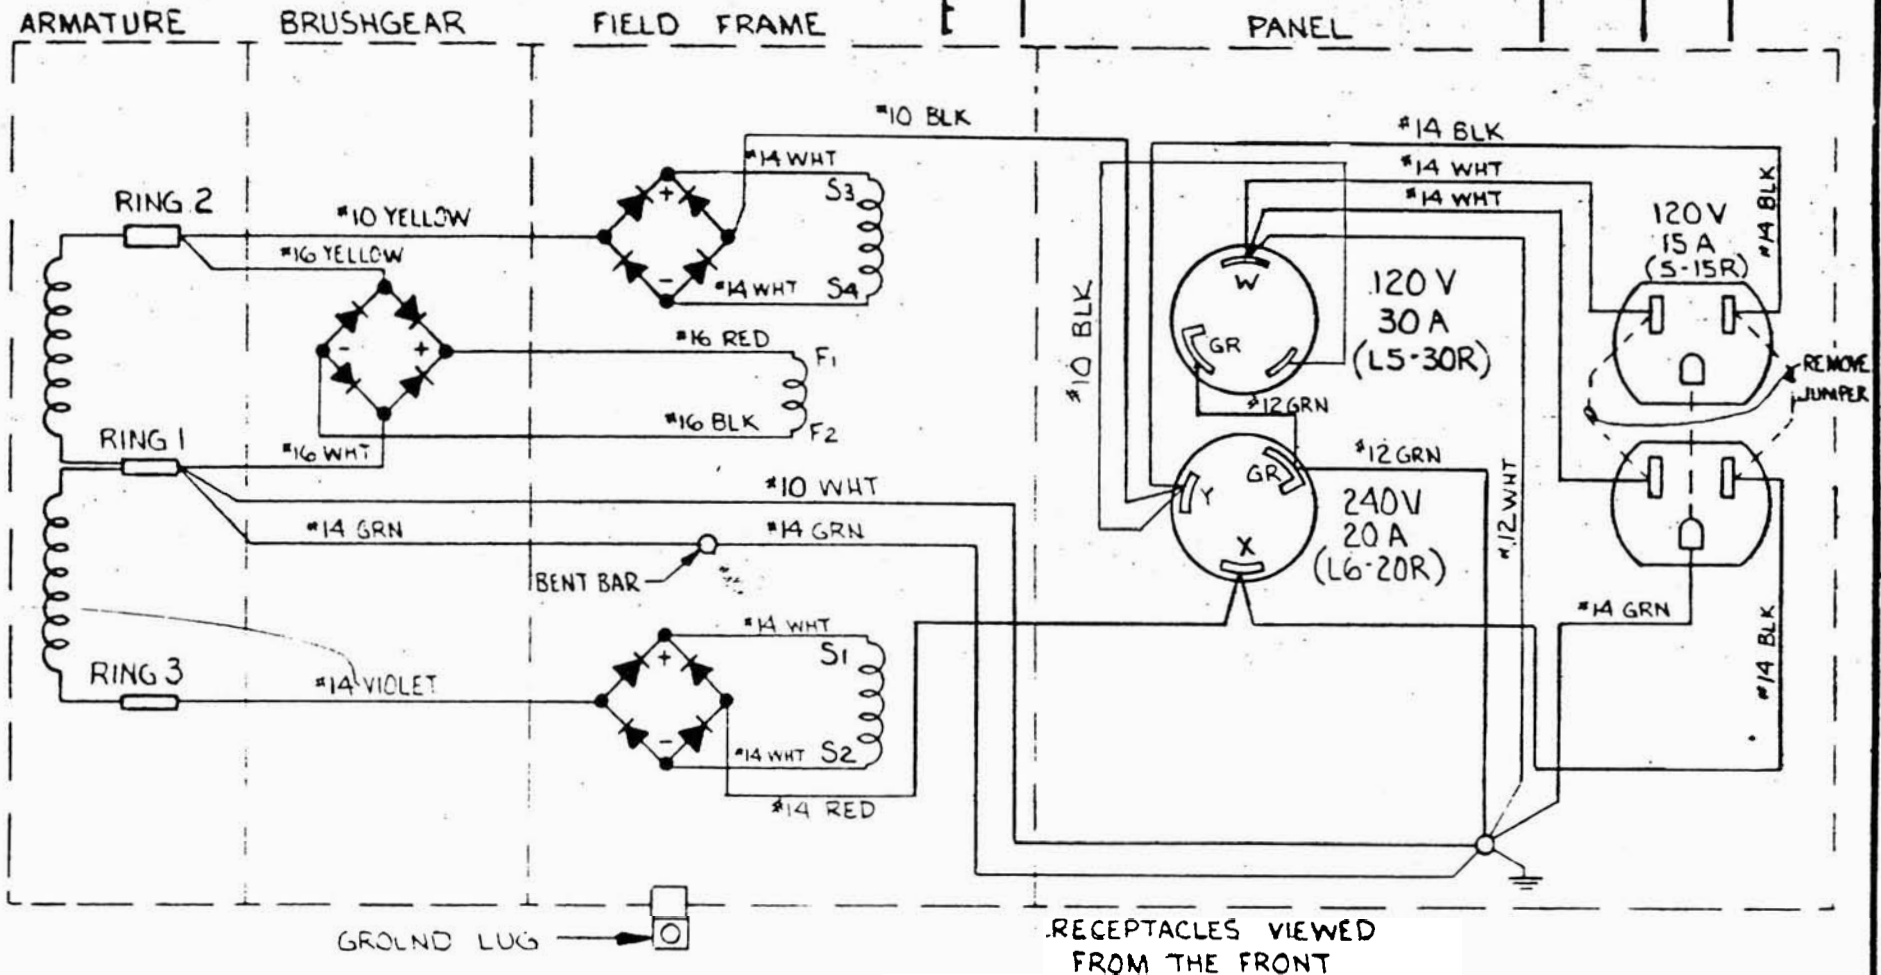 ARMATURE
BRUSHGEAR
FIELD FRAME
PANEL
#10 BLK
#14 BLK
#14 WHT
#14 WHT
#14 WHT
S3
+
RING 2
#10 YELLOW
#16 YELLOW
-
#14 WHT
S4
#10 BLK
W
GR
120 V
30 A
(L5-30R)
120 V
15 A
(5-15R)
#14 BLK
REMOVE
JUMPER
- +
#16 RED
F1
#16 BLK
F2
#12 GRN
RING 1
#16 WHT
#10 WHT
#14 GRN
#14 GRN
BENT BAR
Y
GR
X
#12 GRN
240V
20 A
(L6-20R)
#12 WHT
#14 GRN
#14 BLK
#14 WHT
S1
+
RING 3
#14 VIOLET
-
#14 WHT
S2
#14 RED
GROUND LUG
RECEPTACLES VIEWED
FROM THE FRONT